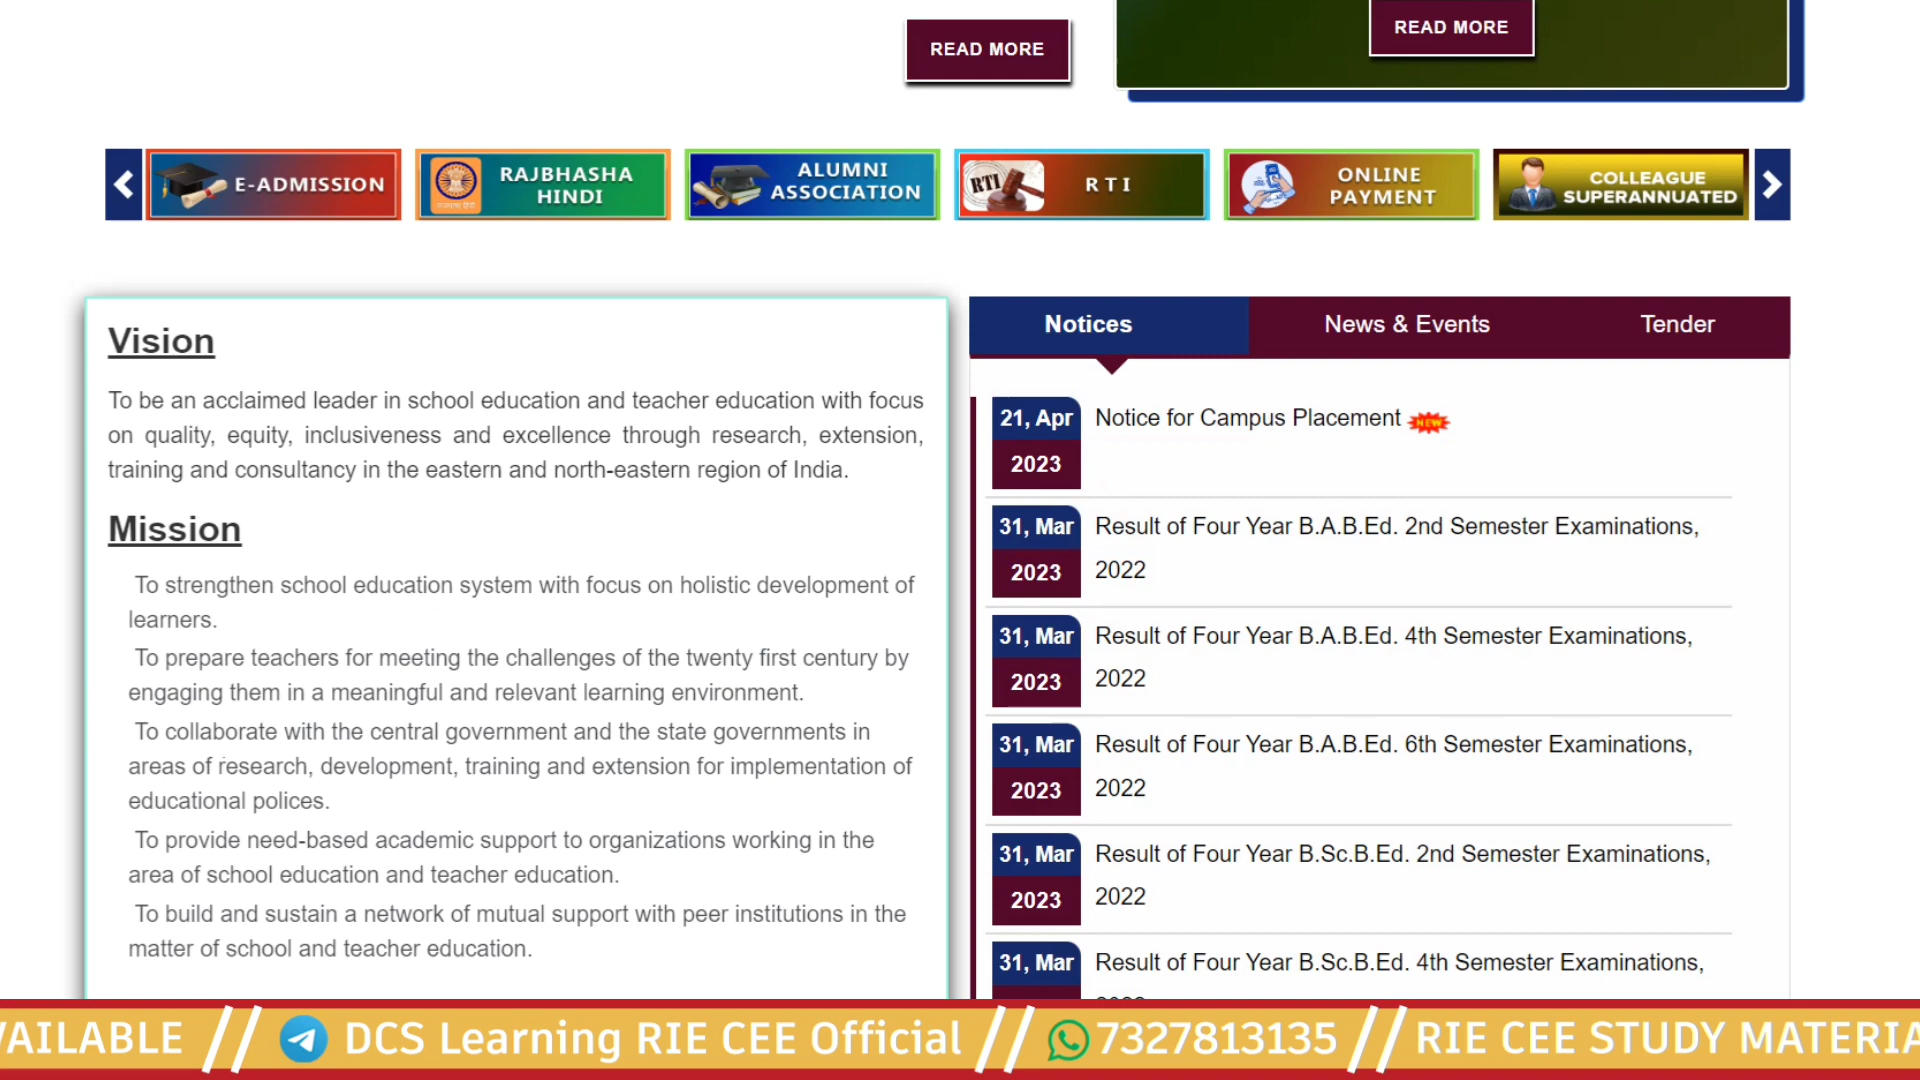 READ MORE
READ MORE
E-ADMISSION
RAJBHASHA
HINDI
ALUMNI
ASSOCIATION
RTI
R T I
ONLINE
PAYMENT
COLLEAGUE
SUPERANNUATED
Vision
To be an acclaimed leader in school education and teacher education with focus
on quality, equity, inclusiveness and excellence through research, extension,
training and consultancy in the eastern and north-eastern region of India.
Mission
To strengthen school education system with focus on holistic development of
learners.
To prepare teachers for meeting the challenges of the twenty first century by
engaging them in a meaningful and relevant learning environment.
To collaborate with the central government and the state governments in
areas of research, development, training and extension for implementation of
educational polices.
To provide need-based academic support to organizations working in the
area of school education and teacher education.
To build and sustain a network of mutual support with peer institutions in the
matter of school and teacher education.
Notices
News & Events
Tender
21, Apr
2023
Notice for Campus Placement NEW
31, Mar
2023
Result of Four Year B.A.B.Ed. 2nd Semester Examinations,
2022
31, Mar
2023
Result of Four Year B.A.B.Ed. 4th Semester Examinations,
2022
31, Mar
2023
Result of Four Year B.A.B.Ed. 6th Semester Examinations,
2022
31, Mar
2023
Result of Four Year B.Sc.B.Ed. 2nd Semester Examinations,
2022
31, Mar
Result of Four Year B.Sc.B.Ed. 4th Semester Examinations,
VAILABLE // DCS Learning RIE CEE Official // 7327813135 // RIE CEE STUDY MATERIA